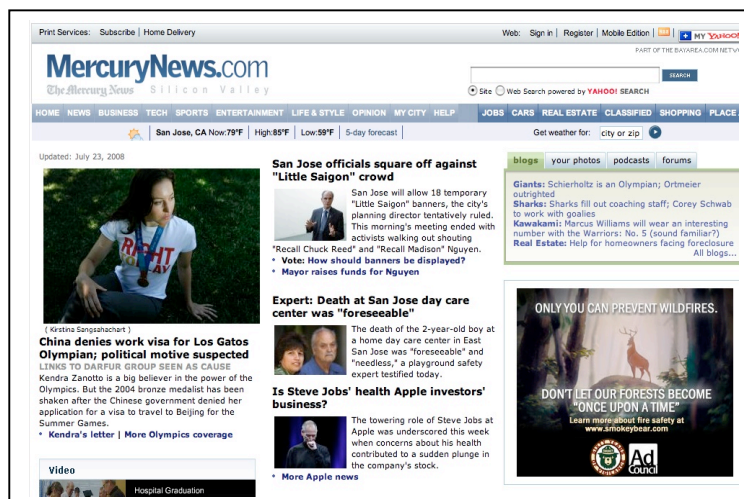 Print Services: Subscribe | Home Delivery
Web: Sign in | Register | Mobile Edition |
MY YAHOO!
PART OF THE BAYAREA.COM NETW
MercuryNews.com
The Mercury News Silicon Valley
SEARCH
Site Web Search powered by YAHOO! SEARCH
HOME NEWS BUSINESS TECH SPORTS ENTERTAINMENT LIFE & STYLE OPINION MY CITY HELP JOBS CARS REAL ESTATE CLASSIFIED SHOPPING PLACE
San Jose, CA Now:79°F | High:85°F | Low:59°F | 5-day forecast
Get weather for: city or zip
Updated: July 23, 2008
RIGHT
TO PLAY
( Kirstina Sangsahachart )
China denies work visa for Los Gatos
Olympian; political motive suspected
LINKS TO DARFUR GROUP SEEN AS CAUSE
Kendra Zanotto is a big believer in the power of the
Olympics. But the 2004 bronze medalist has been
shaken after the Chinese government denied her
application for a visa to travel to Beijing for the
Summer Games.
• Kendra's letter | More Olympics coverage
Video
Hospital Graduation
San Jose officials square off against
"Little Saigon" crowd
San Jose will allow 18 temporary
"Little Saigon" banners, the city's
planning director tentatively ruled.
This morning's meeting ended with
activists walking out shouting
"Recall Chuck Reed" and "Recall Madison" Nguyen.
• Vote: How should banners be displayed?
• Mayor raises funds for Nguyen
Expert: Death at San Jose day care
center was "foreseeable"
The death of the 2-year-old boy at
a home day care center in East
San Jose was "foreseeable" and
"needless," a playground safety
expert testified today.
Is Steve Jobs' health Apple investors'
business?
The towering role of Steve Jobs at
Apple was underscored this week
when concerns about his health
contributed to a sudden plunge in
the company's stock.
• More Apple news
blogs your photos podcasts forums
Giants: Schierholtz is an Olympian; Ortmeier
outrighted
Sharks: Sharks fill out coaching staff; Corey Schwab
to work with goalies
Kawakami: Marcus Williams will wear an interesting
number with the Warriors: No. 5 (sound familiar?)
Real Estate: Help for homeowners facing foreclosure
All blogs...
ONLY YOU CAN PREVENT WILDFIRES.
DON'T LET OUR FORESTS BECOME
"ONCE UPON A TIME"
Learn more about fire safety at
www.smokeybear.com
Ad
Council